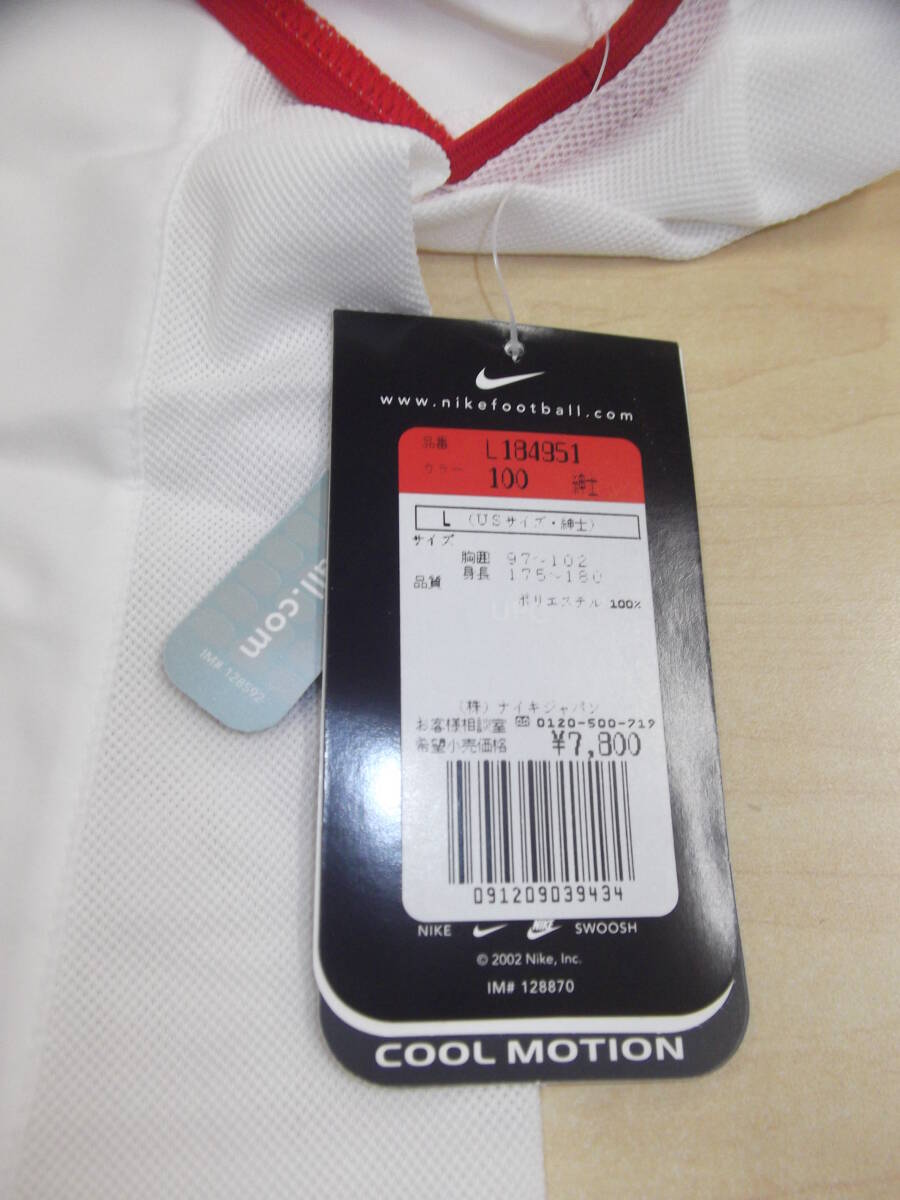 www.nikefootball.com
品番 L184951
カラー 100 紳士
L (USサイズ・紳士)
サイズ
胸囲 97~102
身長 175~180
品質
ポリエステル 100%
(株)ナイキジャパン
お客様相談室 0120-500-719
希望小売価格 ¥7,800
091209039434
NIKE NIKE SWOOSH
© 2002 Nike, Inc.
IM# 128870
COOL MOTION
all.com
IM# 128592